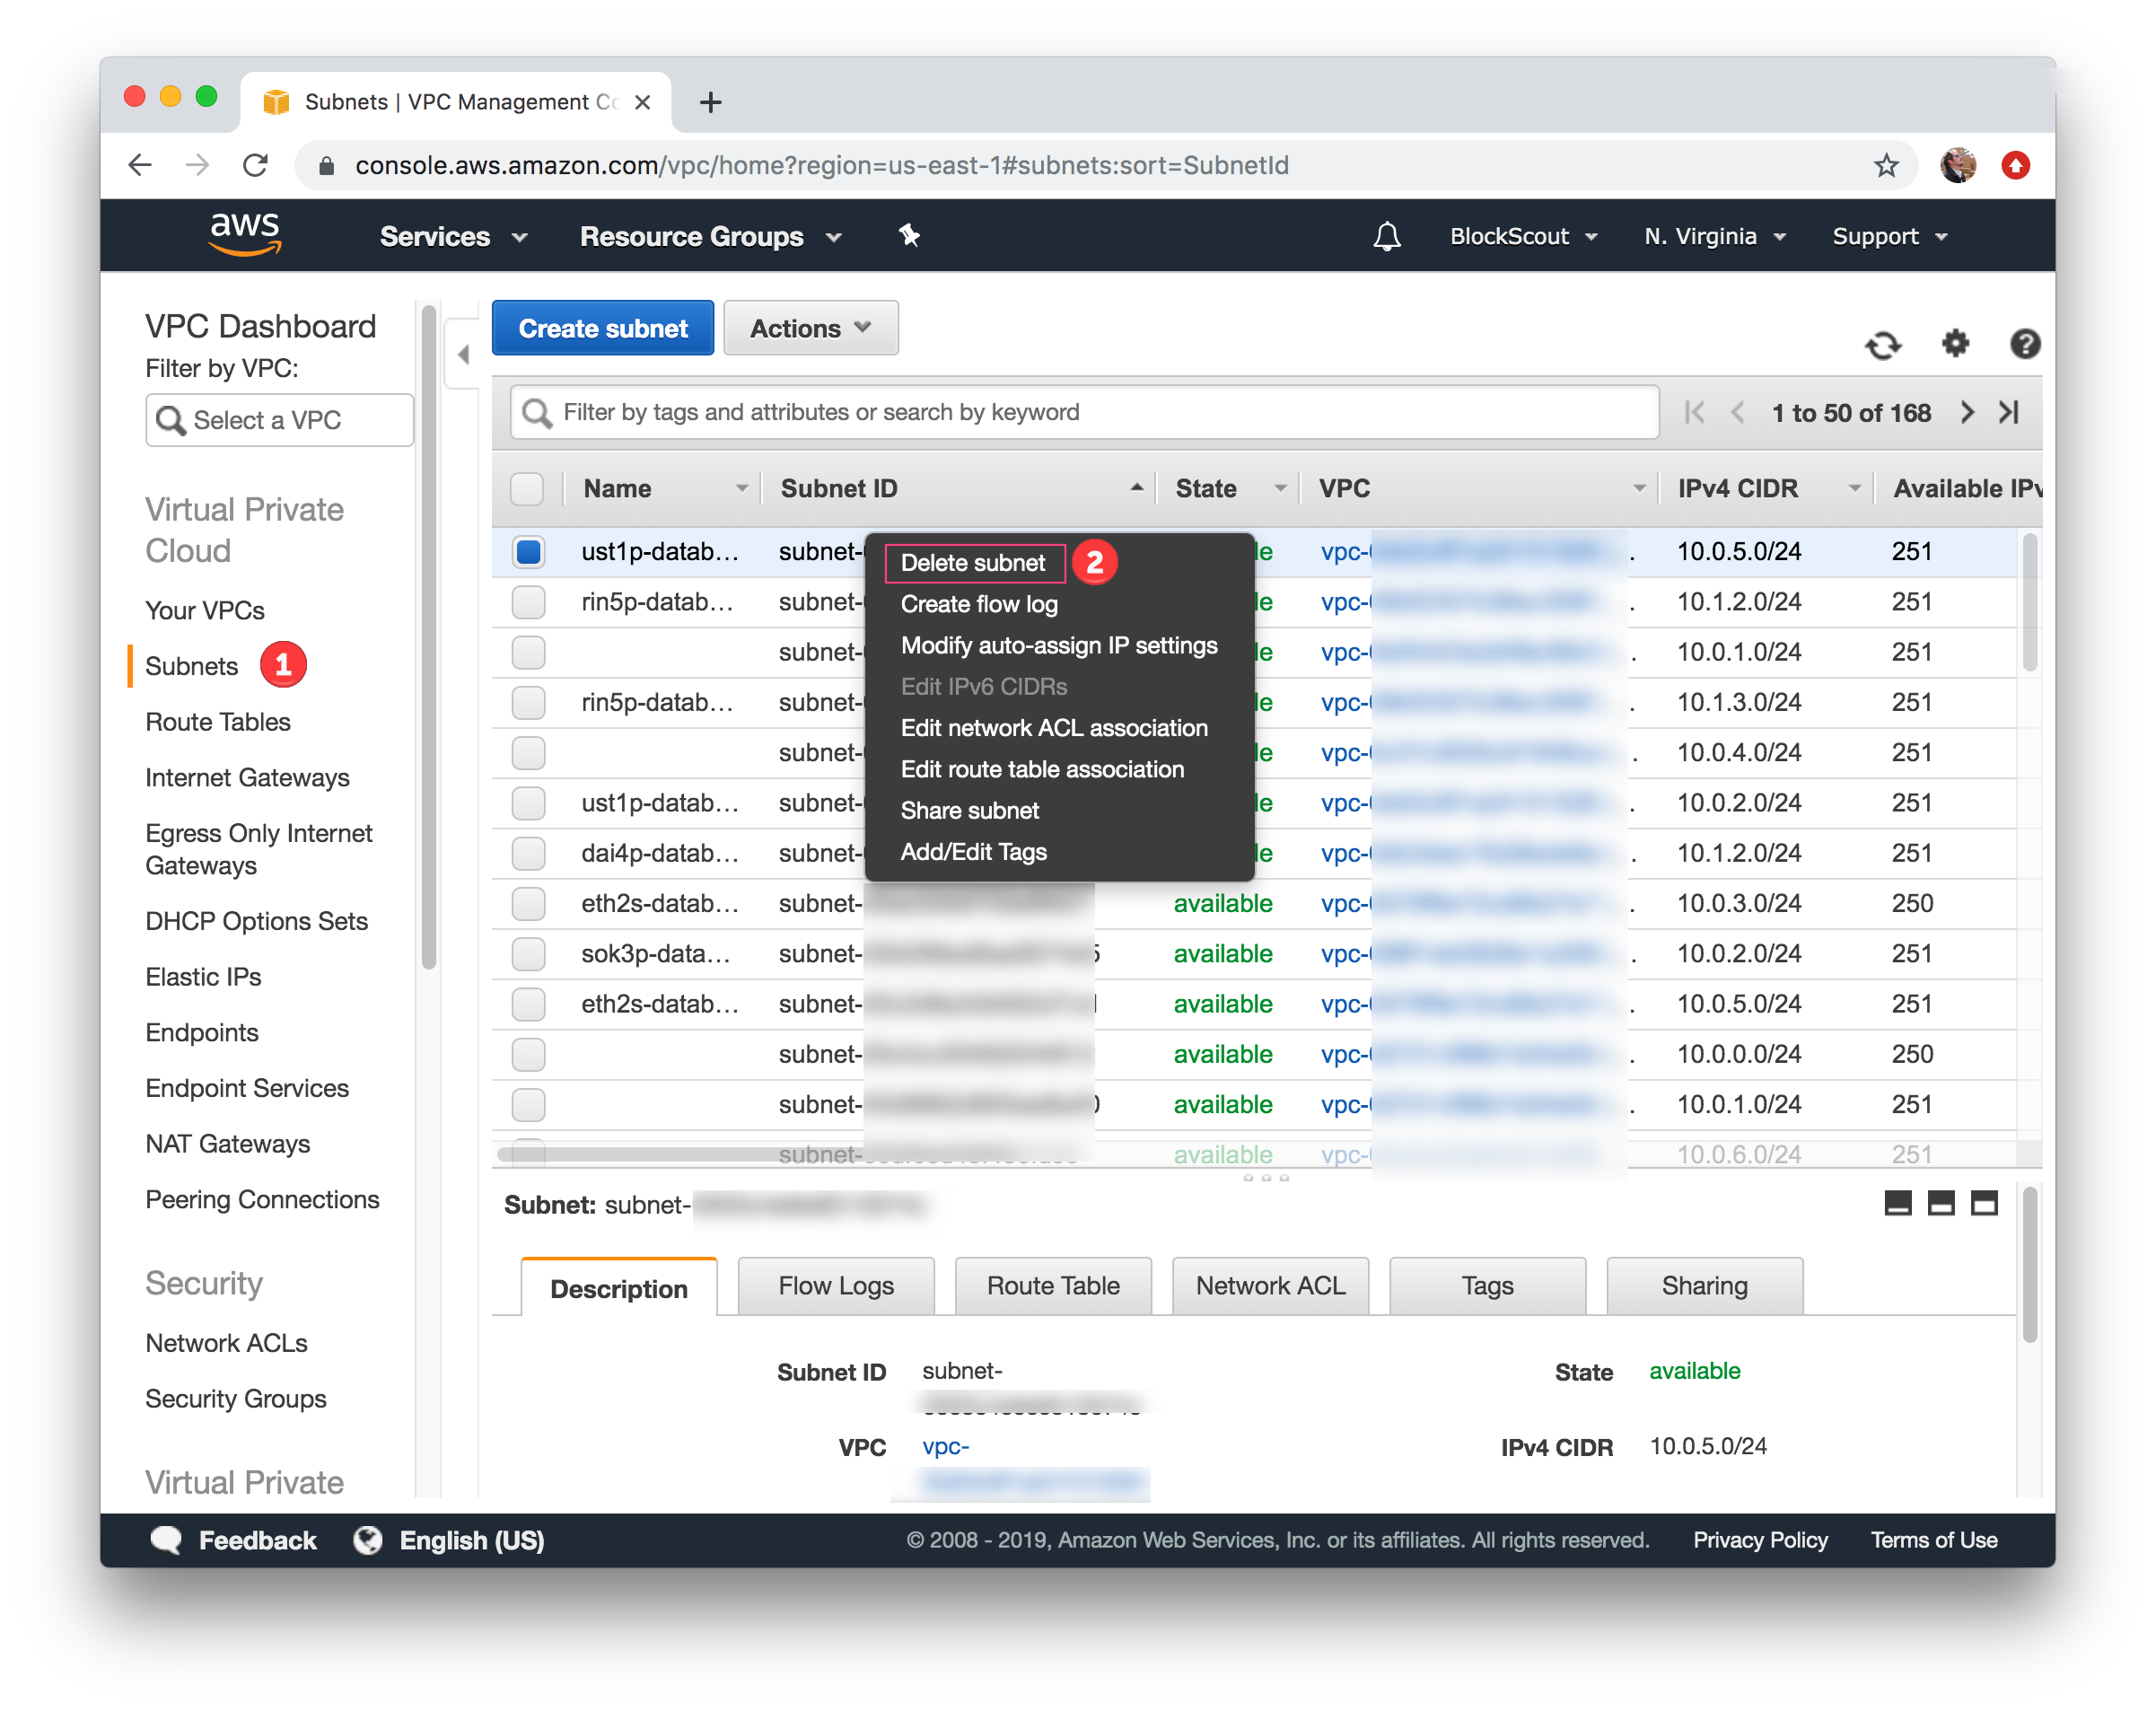 Subnets | VPC Management Co
console.aws.amazon.com/vpc/home?region=us-east-1#subnets:sort=SubnetId
aws Services Resource Groups BlockScout N. Virginia Support
VPC Dashboard
Filter by VPC:
Select a VPC
Virtual Private
Cloud
Your VPCs
Subnets 1
Route Tables
Internet Gateways
Egress Only Internet
Gateways
DHCP Options Sets
Elastic IPs
Endpoints
Endpoint Services
NAT Gateways
Peering Connections
Security
Network ACLs
Security Groups
Virtual Private
Create subnet Actions
Filter by tags and attributes or search by keyword 1 to 50 of 168
Name Subnet ID State VPC IPv4 CIDR Available IPv
ust1p-datab... subnet- le vpc- . 10.0.5.0/24 251
rin5p-datab... subnet- le vpc- . 10.1.2.0/24 251
subnet- le vpc- . 10.0.1.0/24 251
rin5p-datab... subnet- le vpc- . 10.1.3.0/24 251
subnet- le vpc- . 10.0.4.0/24 251
ust1p-datab... subnet- le vpc- . 10.0.2.0/24 251
dai4p-datab... subnet- le vpc- . 10.1.2.0/24 251
eth2s-datab... subnet- available vpc- . 10.0.3.0/24 250
sok3p-data... subnet- 5 available vpc- . 10.0.2.0/24 251
eth2s-datab... subnet- available vpc- . 10.0.5.0/24 251
subnet- available vpc- . 10.0.0.0/24 250
subnet- 0 available vpc- . 10.0.1.0/24 251
subnet- available vpc- 10.0.6.0/24 251
Delete subnet 2
Create flow log
Modify auto-assign IP settings
Edit IPv6 CIDRs
Edit network ACL association
Edit route table association
Share subnet
Add/Edit Tags
Subnet: subnet-
Description Flow Logs Route Table Network ACL Tags Sharing
Subnet ID subnet- State available
VPC vpc- IPv4 CIDR 10.0.5.0/24
Feedback English (US) © 2008 - 2019, Amazon Web Services, Inc. or its affiliates. All rights reserved. Privacy Policy Terms of Use